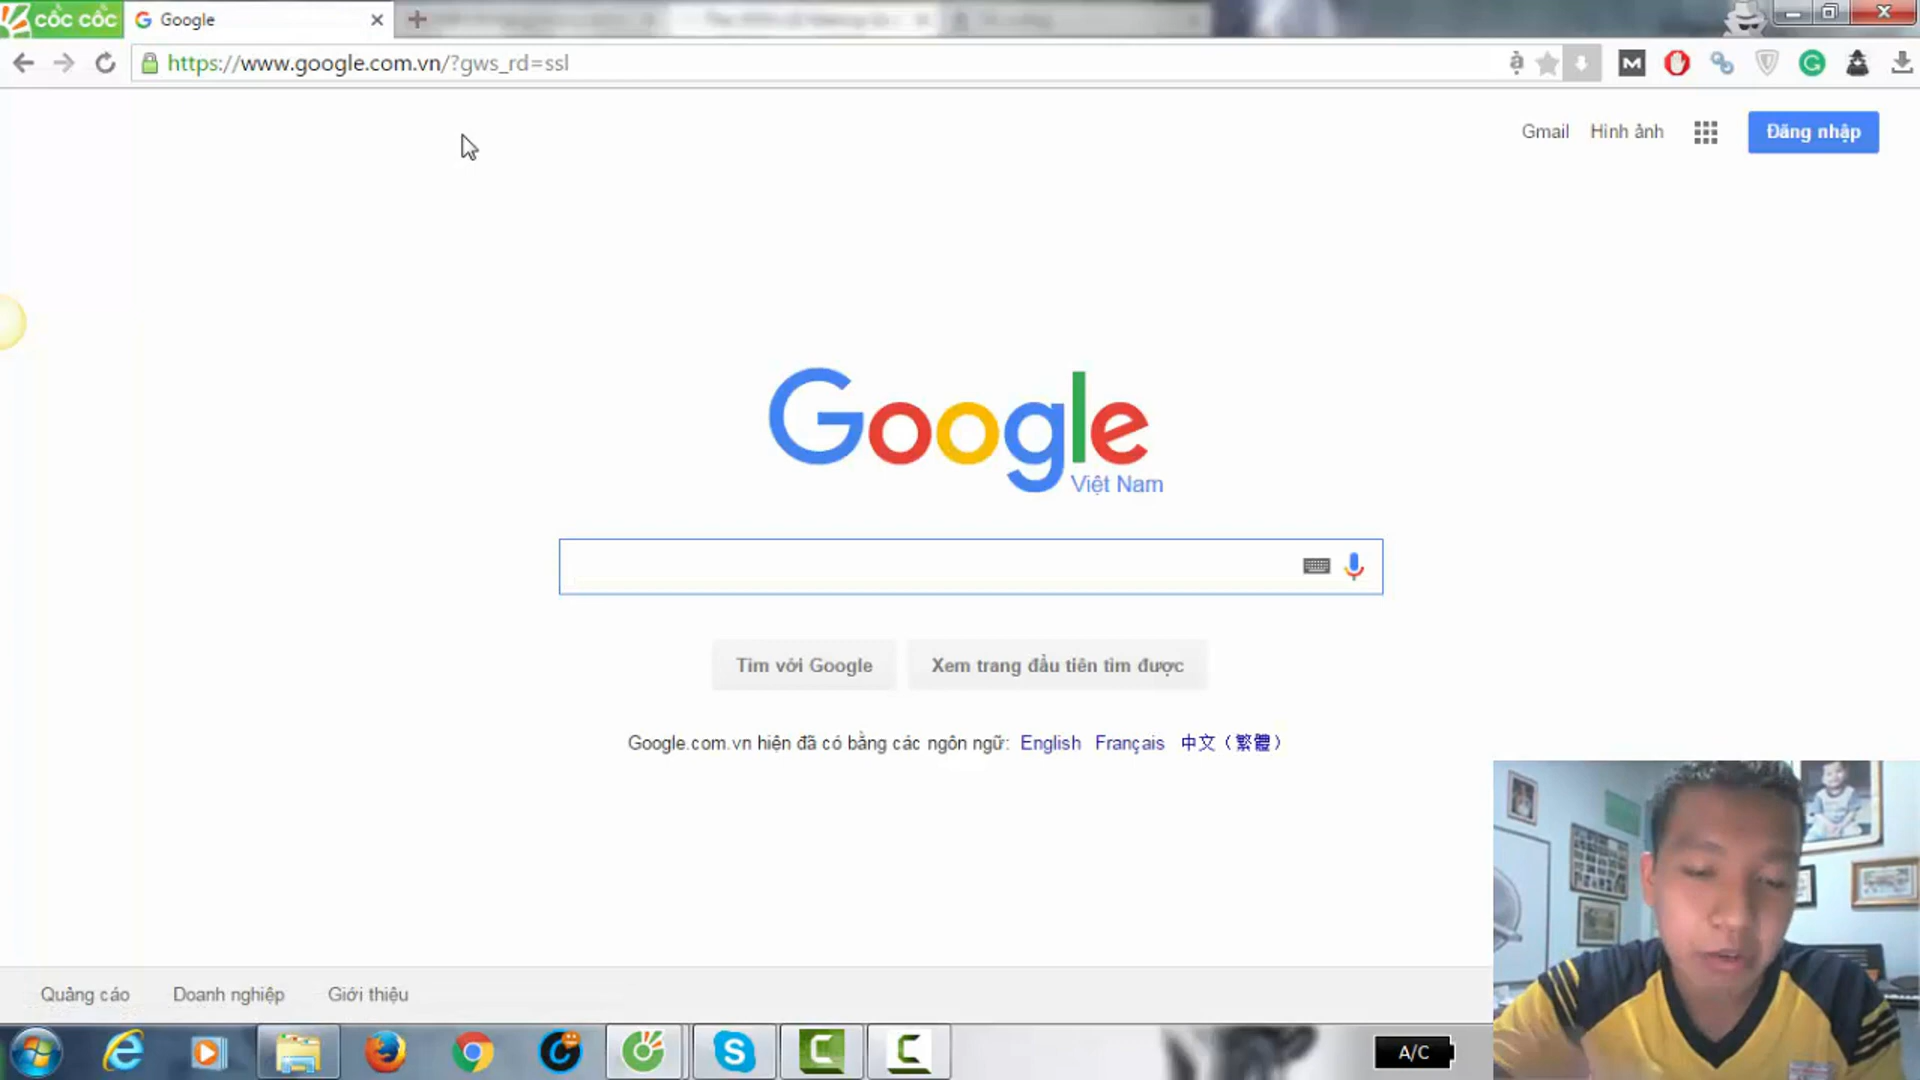 cốc cốc
Google
https://www.google.com.vn/?gws_rd=ssl
Gmail
Hình ảnh
Đăng nhập
Google
Việt Nam
Tìm với Google
Xem trang đầu tiên tìm được
Google.com.vn hiện đã có bằng các ngôn ngữ: English Français 中文（繁體）
Quảng cáo
Doanh nghiệp
Giới thiệu
A/C